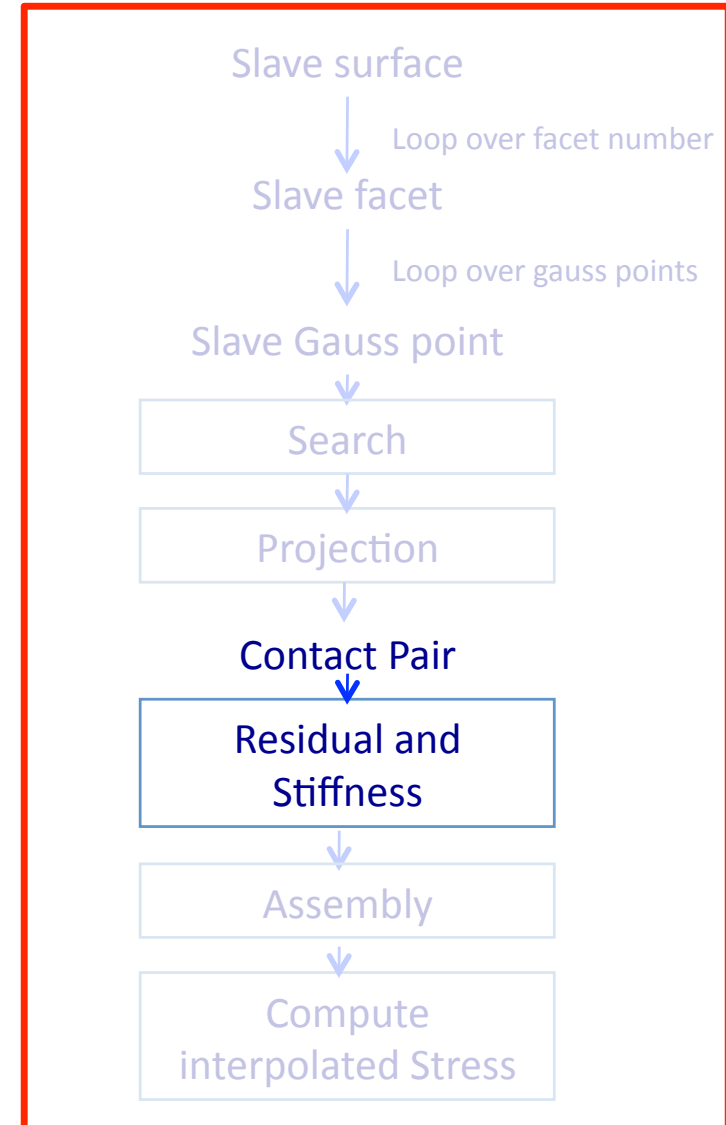 Slave surface
Loop over facet number
Slave facet
Loop over gauss points
Slave Gauss point
Search
Projection
Contact Pair
Residual and
Stiffness
Assembly
Compute
interpolated Stress